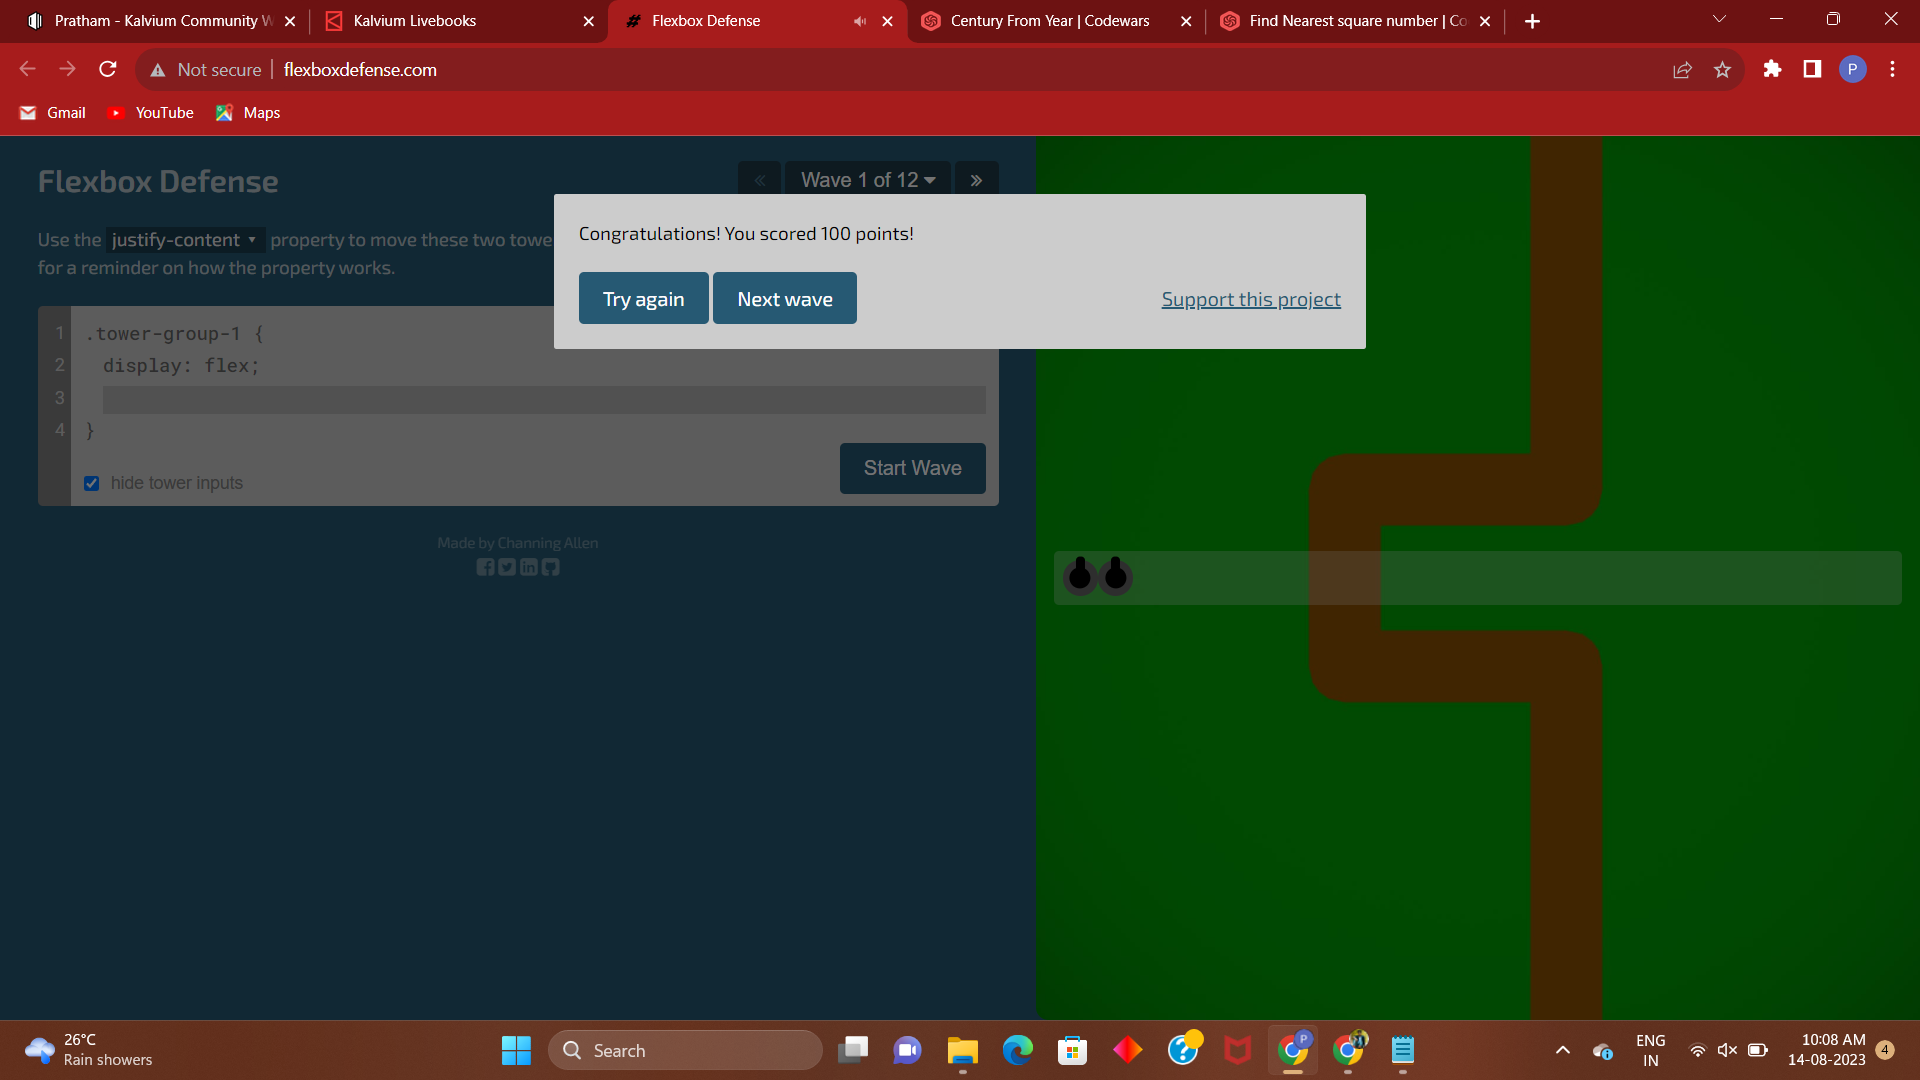 Pratham - Kalvium Community W
Kalvium Livebooks
Flexbox Defense
Century From Year | Codewars
Find Nearest square number | Co
Not secure
flexboxdefense.com
P
Gmail
YouTube
Maps
Flexbox Defense
Wave 1 of 12
Use the justify-content property to move these two towe
for a reminder on how the property works.
Congratulations! You scored 100 points!
Try again
Next wave
Support this project
1 .tower-group-1 {
2 display: flex;
3
4 }
hide tower inputs
Start Wave
Made by Channing Allen
26°C
Rain showers
Search
P
ENG
IN
10:08 AM
14-08-2023
4